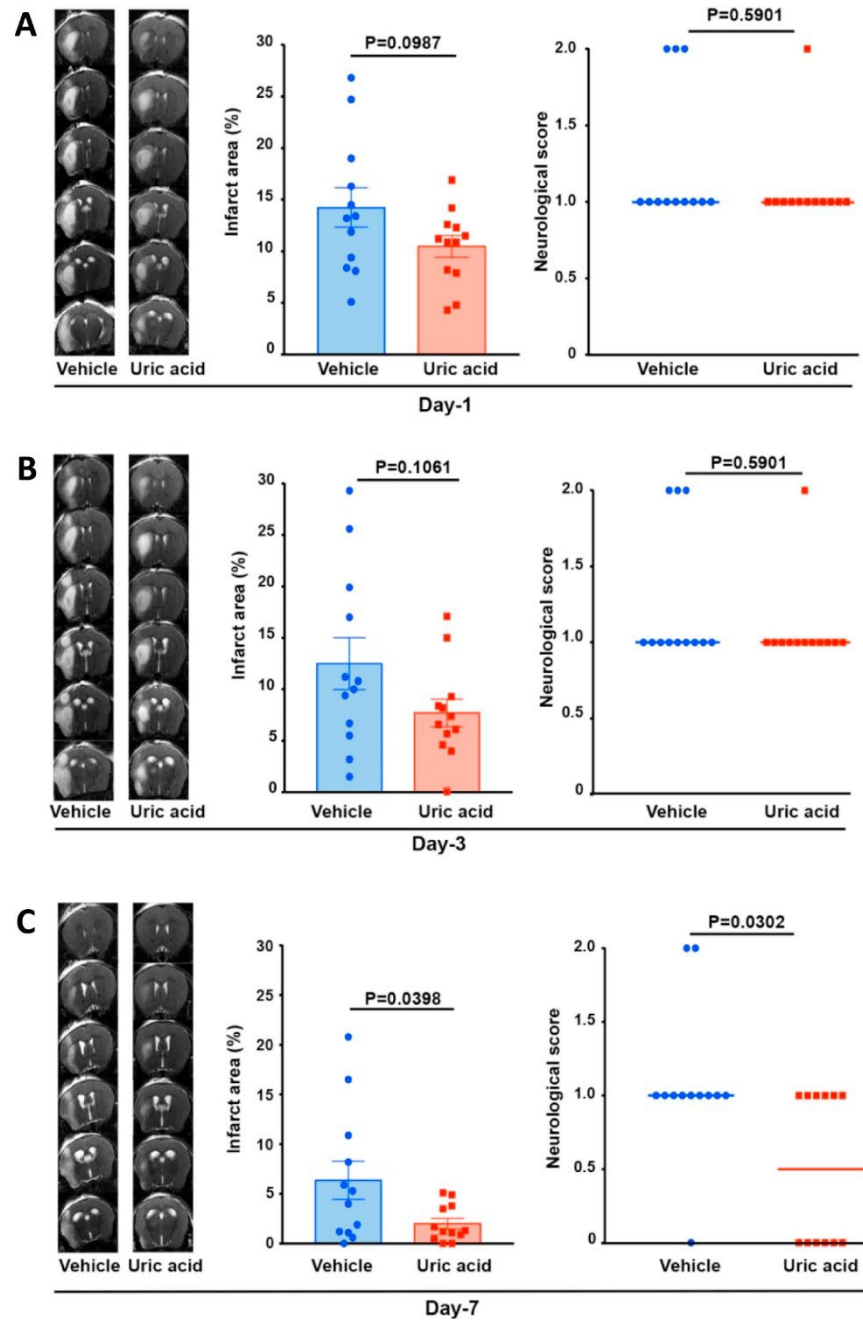 A
P=0.0987
P=0.5901
30
25
20
15
10
5
0
Infarct area (%)
2.0
1.5
1.0
0.5
0
Neurological score
Vehicle Uric acid
Vehicle Uric acid
Vehicle Uric acid
Day-1
B
P=0.1061
P=0.5901
30
25
20
15
10
5
0
Infarct area (%)
2.0
1.5
1.0
0.5
0
Neurological score
Vehicle Uric acid
Vehicle Uric acid
Vehicle Uric acid
Day-3
C
P=0.0398
P=0.0302
30
25
20
15
10
5
0
Infarct area (%)
2.0
1.5
1.0
0.5
0
Neurological score
Vehicle Uric acid
Vehicle Uric acid
Vehicle Uric acid
Day-7